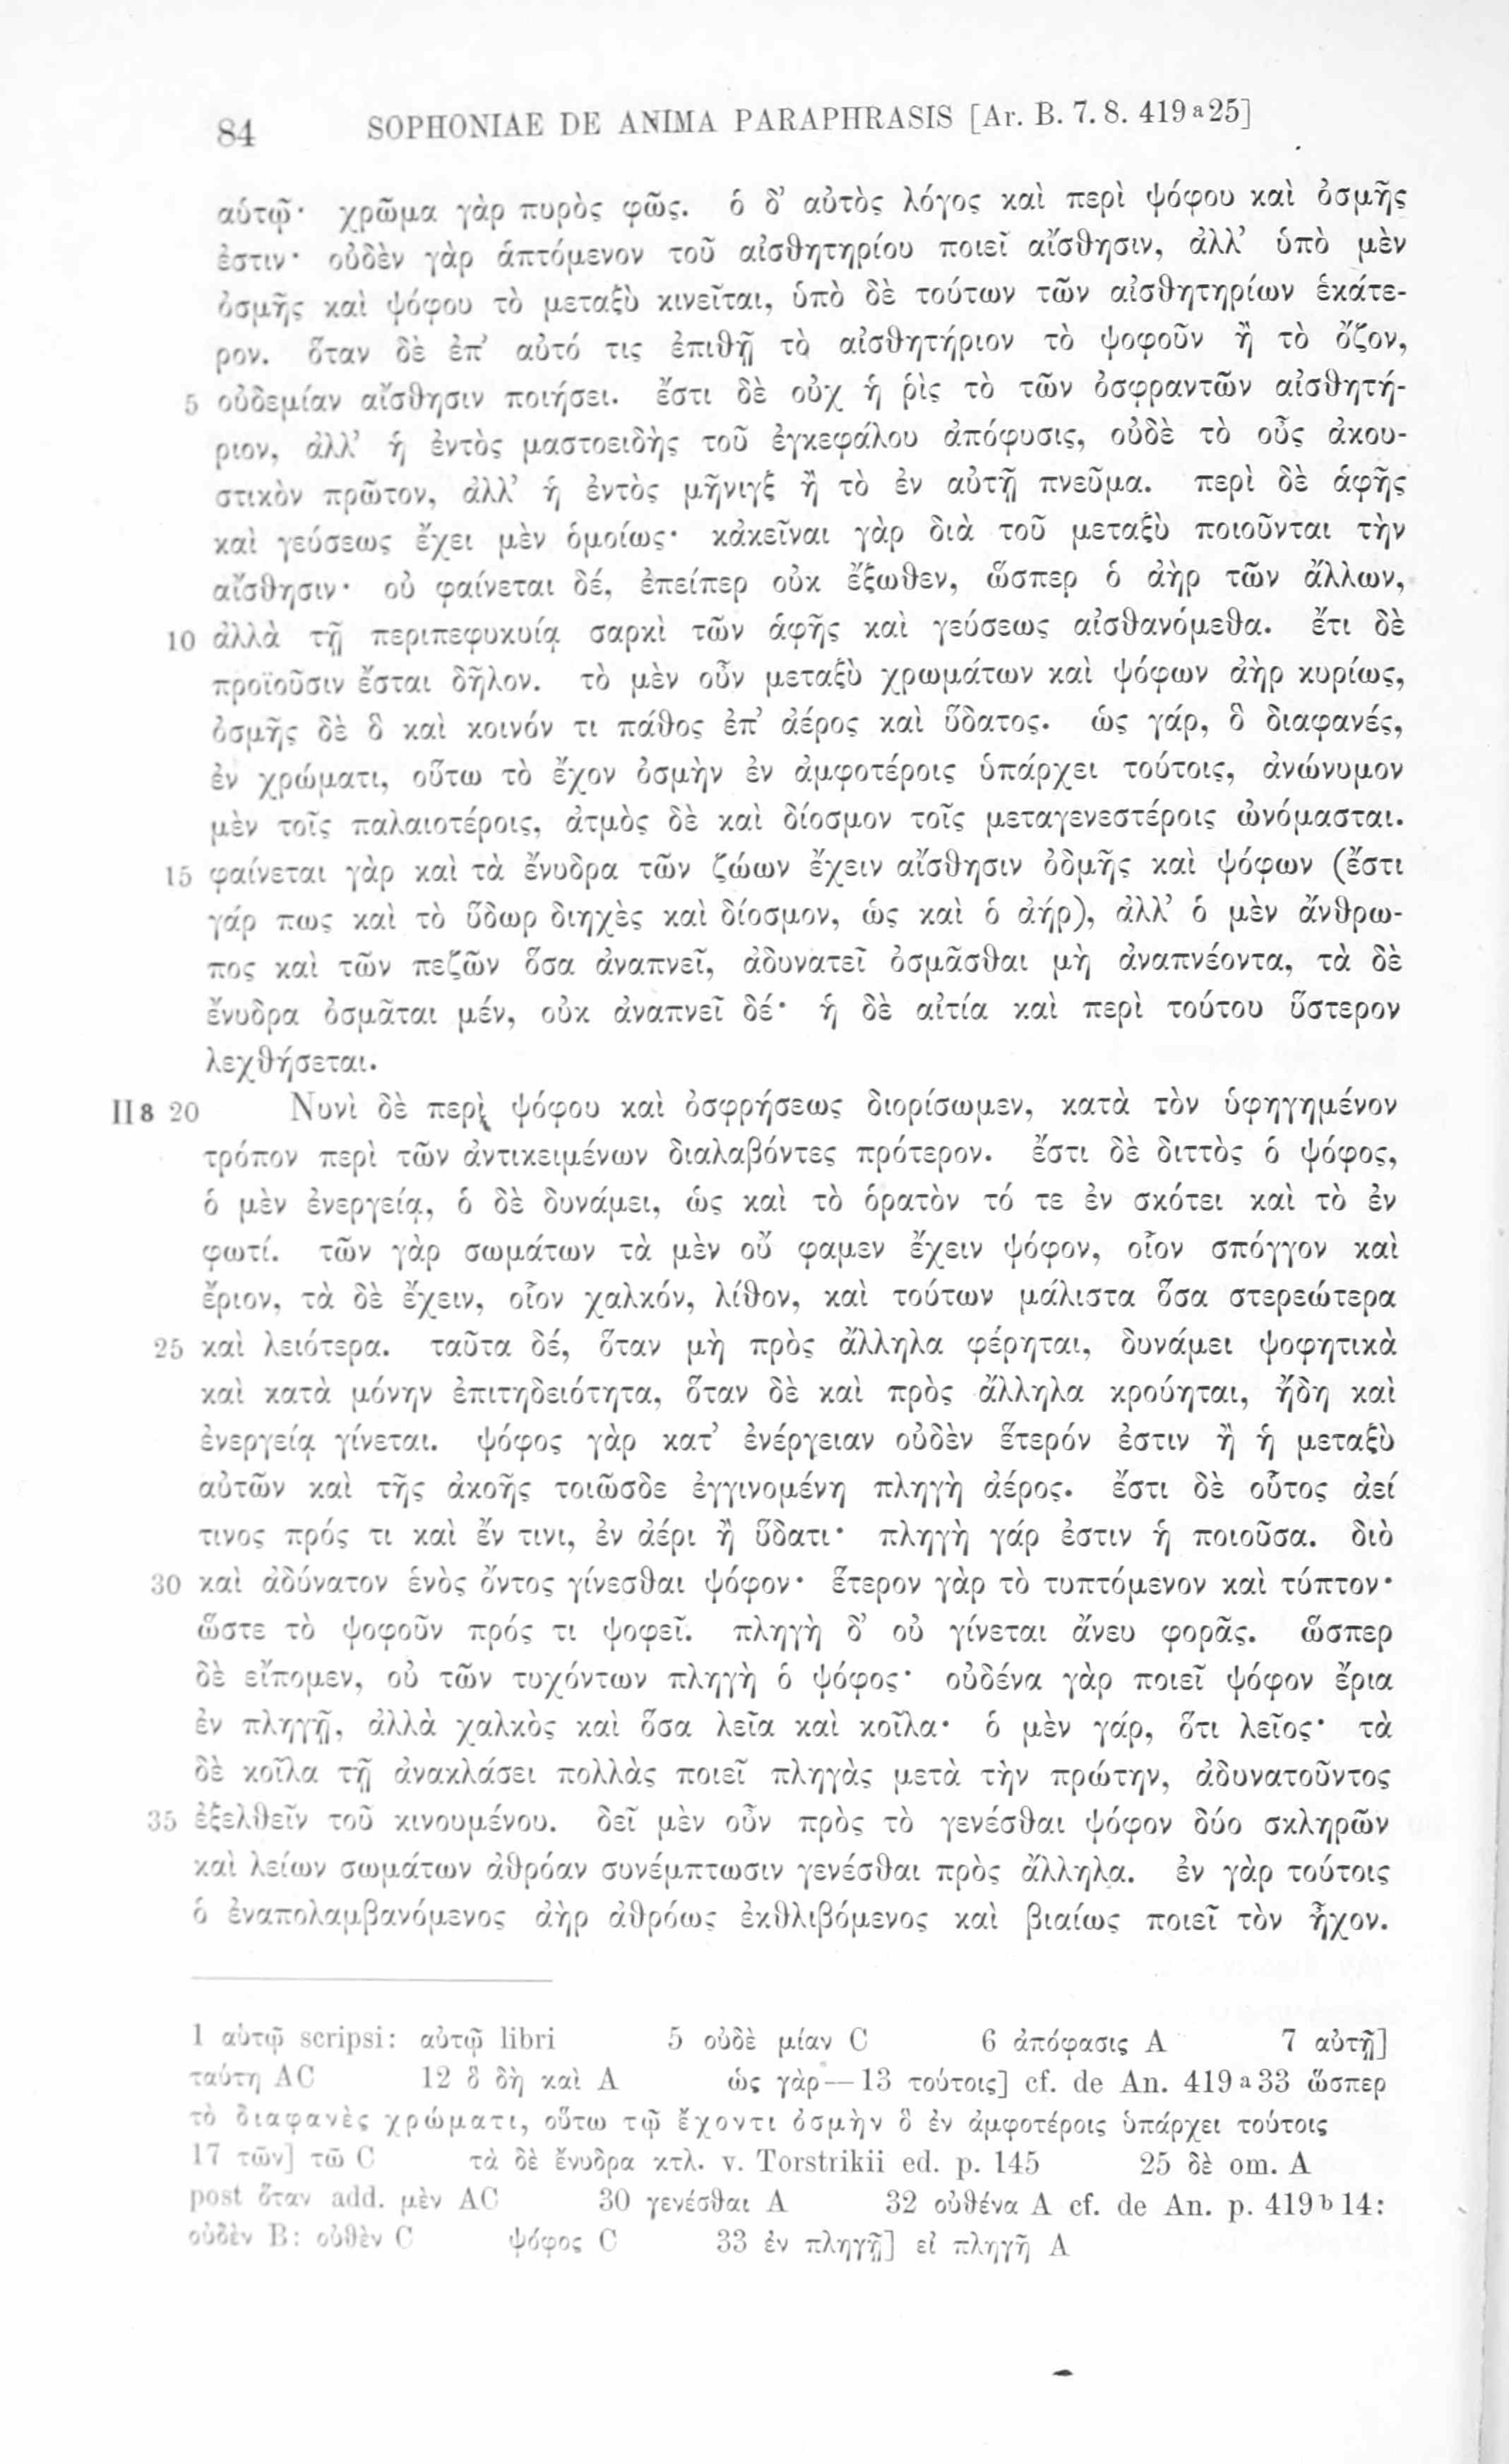 84 SOPHONIAE DE ANIMA PARAPHRASIS [Ar. B. 7. 8. 419 a 25]
αὑτῷ· χρῶμα γὰρ πυρὸς φῶς. ὁ δ’ αὐτὸς λόγος καὶ περὶ ψόφου καὶ ὀσμῆς
ἐστιν· οὐδὲν γὰρ ἁπτόμενον τοῦ αἰσθητηρίου ποιεῖ αἴσθησιν, ἀλλ’ ὑπὸ μὲν
ὀσμῆς καὶ ψόφου τὸ μεταξὺ κινεῖται, ὑπὸ δὲ τούτων τῶν αἰσθητηρίων ἑκάτε-
ρον. ὅταν δὲ ἐπ’ αὐτό τις ἐπιθῇ τὸ αἰσθητήριον τὸ ψοφοῦν ἢ τὸ ὄζον,
5 οὐδεμίαν αἴσθησιν ποιήσει. ἔστι δὲ οὐχ ἡ ῥὶς τὸ τῶν ὀσφραντῶν αἰσθητή-
ριον, ἀλλ’ ἡ ἐντὸς μαστοειδὴς τοῦ ἐγκεφάλου ἀπόφυσις, οὐδὲ τὸ οὖς ἀκου-
στικὸν πρῶτον, ἀλλ’ ἡ ἐντὸς μῆνιγξ ἢ τὸ ἐν αὐτῇ πνεῦμα. περὶ δὲ ἁφῆς
καὶ γεύσεως ἔχει μὲν ὁμοίως· κἀκεῖναι γὰρ διὰ τοῦ μεταξὺ ποιοῦνται τὴν
αἴσθησιν· οὐ φαίνεται δέ, ἐπείπερ οὐκ ἔξωθεν, ὥσπερ ὁ ἀὴρ τῶν ἄλλων,
10 ἀλλὰ τῇ περιπεφυκυίᾳ σαρκὶ τῶν ἁφῆς καὶ γεύσεως αἰσθανόμεθα. ἔτι δὲ
προϊοῦσιν ἔσται δῆλον. τὸ μὲν οὖν μεταξὺ χρωμάτων καὶ ψόφων ἀὴρ κυρίως,
ὀσμῆς δὲ ὃ καὶ κοινόν τι πάθος ἐπ’ ἀέρος καὶ ὕδατος. ὡς γάρ, ὃ διαφανές,
ἐν χρώματι, οὕτω τὸ ἔχον ὀσμὴν ἐν ἀμφοτέροις ὑπάρχει τούτοις, ἀνώνυμον
μὲν τοῖς παλαιοτέροις, ἀτμὸς δὲ καὶ δίοσμον τοῖς μεταγενεστέροις ὠνόμασται.
15 φαίνεται γὰρ καὶ τὰ ἔνυδρα τῶν ζώων ἔχειν αἴσθησιν ὀδμῆς καὶ ψόφων (ἔστι
γάρ πως καὶ τὸ ὕδωρ διηχὲς καὶ δίοσμον, ὡς καὶ ὁ ἀήρ), ἀλλ’ ὁ μὲν ἄνθρω-
πος καὶ τῶν πεζῶν ὅσα ἀναπνεῖ, ἀδυνατεῖ ὀσμᾶσθαι μὴ ἀναπνέοντα, τὰ δὲ
ἔνυδρα ὀσμᾶται μέν, οὐκ ἀναπνεῖ δέ· ἡ δὲ αἰτία καὶ περὶ τούτου ὕστερον
λεχθήσεται.
II 8 20 Νυνὶ δὲ περὶ ψόφου καὶ ὀσφρήσεως διορίσωμεν, κατὰ τὸν ὑφηγημένον
τρόπον περὶ τῶν ἀντικειμένων διαλαβόντες πρότερον. ἔστι δὲ διττὸς ὁ ψόφος,
ὁ μὲν ἐνεργείᾳ, ὁ δὲ δυνάμει, ὡς καὶ τὸ ὁρατὸν τό τε ἐν σκότει καὶ τὸ ἐν
φωτί. τῶν γὰρ σωμάτων τὰ μὲν οὔ φαμεν ἔχειν ψόφον, οἷον σπόγγον καὶ
ἔριον, τὰ δὲ ἔχειν, οἷον χαλκόν, λίθον, καὶ τούτων μάλιστα ὅσα στερεώτερα
25 καὶ λειότερα. ταῦτα δέ, ὅταν μὴ πρὸς ἄλληλα φέρηται, δυνάμει ψοφητικὰ
καὶ κατὰ μόνην ἐπιτηδειότητα, ὅταν δὲ καὶ πρὸς ἄλληλα κρούηται, ἤδη καὶ
ἐνεργείᾳ γίνεται. ψόφος γὰρ κατ’ ἐνέργειαν οὐδὲν ἕτερόν ἐστιν ἢ ἡ μεταξὺ
αὐτῶν καὶ τῆς ἀκοῆς τοιῶσδε ἐγγινομένη πληγὴ ἀέρος. ἔστι δὲ οὗτος ἀεί
τινος πρός τι καὶ ἔν τινι, ἐν ἀέρι ἢ ὕδατι· πληγὴ γάρ ἐστιν ἡ ποιοῦσα. διὸ
30 καὶ ἀδύνατον ἑνὸς ὄντος γίνεσθαι ψόφον· ἕτερον γὰρ τὸ τυπτόμενον καὶ τύπτον·
ὥστε τὸ ψοφοῦν πρός τι ψοφεῖ. πληγὴ δ’ οὐ γίνεται ἄνευ φορᾶς. ὥσπερ
δὲ εἴπομεν, οὐ τῶν τυχόντων πληγὴ ὁ ψόφος· οὐδένα γὰρ ποιεῖ ψόφον ἔρια
ἐν πληγῇ, ἀλλὰ χαλκὸς καὶ ὅσα λεῖα καὶ κοῖλα· ὁ μὲν γάρ, ὅτι λεῖος· τὰ
δὲ κοῖλα τῇ ἀνακλάσει πολλὰς ποιεῖ πληγὰς μετὰ τὴν πρώτην, ἀδυνατοῦντος
35 ἐξελθεῖν τοῦ κινουμένου. δεῖ μὲν οὖν πρὸς τὸ γενέσθαι ψόφον δύο σκληρῶν
καὶ λείων σωμάτων ἀθρόαν συνέμπτωσιν γενέσθαι πρὸς ἄλληλα. ἐν γὰρ τούτοις
ὁ ἐναπολαμβανόμενος ἀὴρ ἀθρόως ἐκθλιβόμενος καὶ βιαίως ποιεῖ τὸν ἦχον.
1 αὑτῷ scripsi: αὐτῷ libri 5 οὐδὲ μίαν C 6 ἀπόφασις A 7 αὐτῇ]
ταύτη AC 12 ὃ δὴ καὶ A ὡς γὰρ—13 τούτοις] cf. de An. 419 a 33 ὥσπερ
τὸ διαφανὲς χρώματι, οὕτω τῷ ἔχοντι ὀσμὴν ὃ ἐν ἀμφοτέροις ὑπάρχει τούτοις
17 τῶν] τῶ C τὰ δὲ ἔνυδρα κτλ. v. Torstrikii ed. p. 145 25 δὲ om. A
post ὅταν add. μὲν AC 30 γενέσθαι A 32 οὐθένα A cf. de An. p. 419 b 14:
οὐδὲν B: οὐθὲν C ψόφος C 33 ἐν πληγῇ] εἰ πληγῆ A